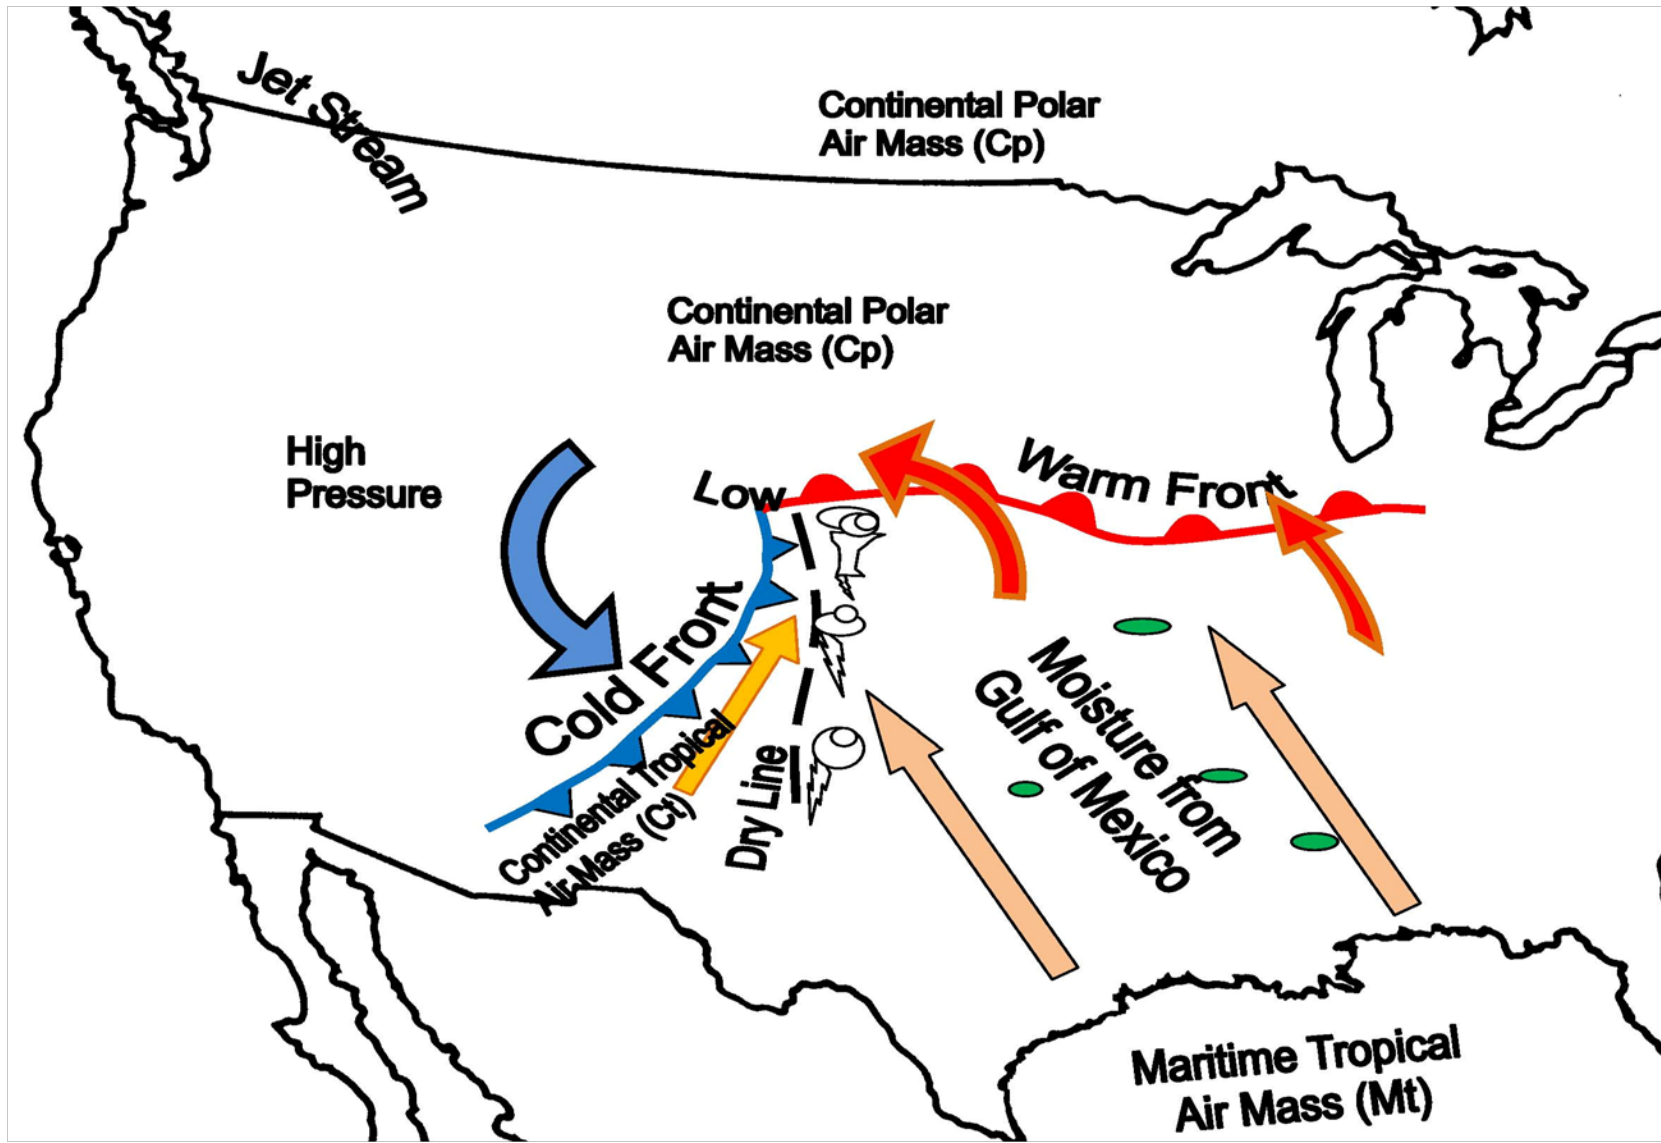 Jet Stream
Continental Polar
Air Mass (Cp)
Continental Polar
Air Mass (Cp)
High
Pressure
Low
Warm Front
Cold Front
Continental Tropical
Air Mass (Ct)
Dry Line
Moisture from
Gulf of Mexico
Maritime Tropical
Air Mass (Mt)